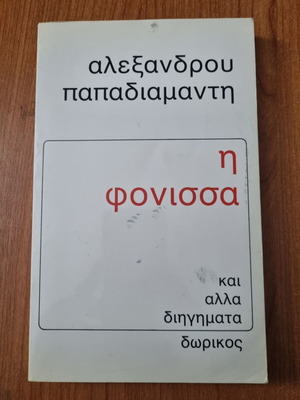 αλεξανδρου
παπαδιαμαντη
η
φονισσα
και
αλλα
διηγηματα
δωρικος